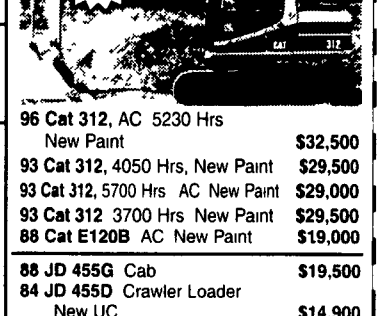 CAT 312
96 Cat 312, AC 5230 Hrs
New Paint $32,500
93 Cat 312, 4050 Hrs, New Paint $29,500
93 Cat 312, 5700 Hrs AC New Paint $29,000
93 Cat 312 3700 Hrs New Paint $29,500
88 Cat E120B AC New Paint $19,000
88 JD 455G Cab $19,500
84 JD 455D Crawler Loader
New UC $14,900